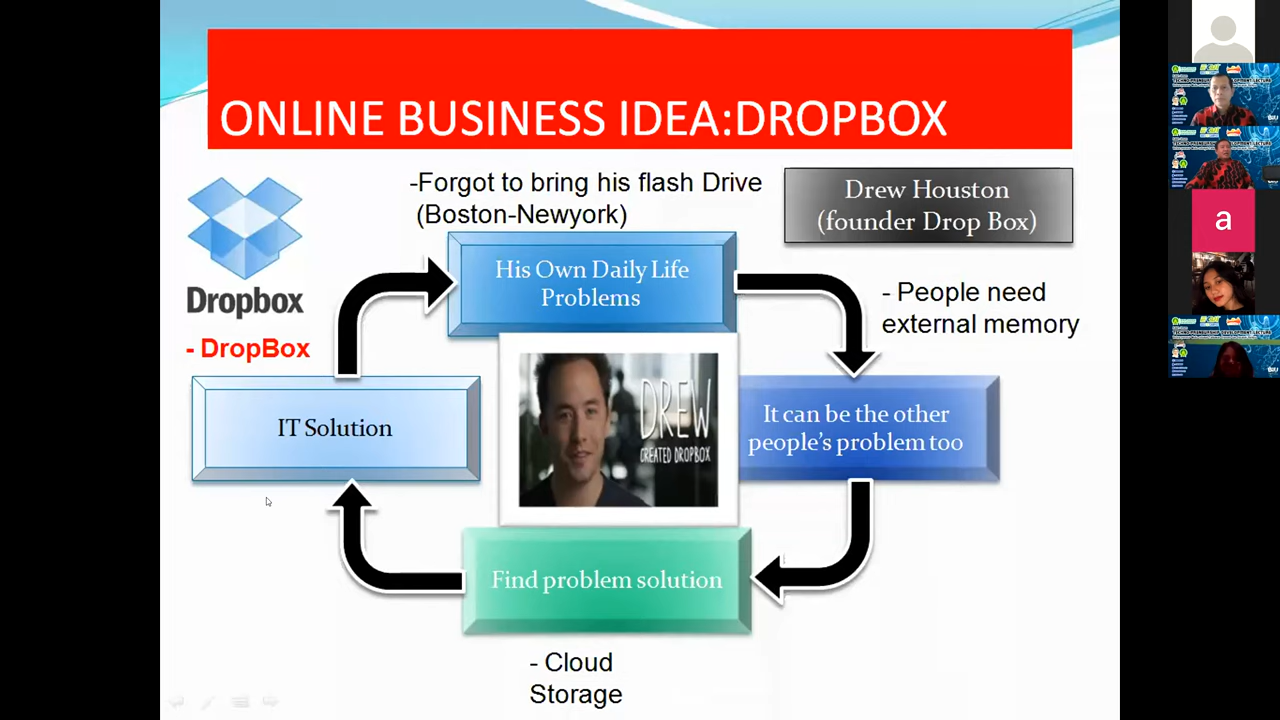 ONLINE BUSINESS IDEA:DROPBOX
Dropbox
- DropBox
-Forgot to bring his flash Drive
(Boston-Newyork)
Drew Houston
(founder Drop Box)
His Own Daily Life
Problems
- People need
external memory
It can be the other
people's problem too
IT Solution
DREW
CREATED DROPBOX
Find problem solution
- Cloud
Storage
a